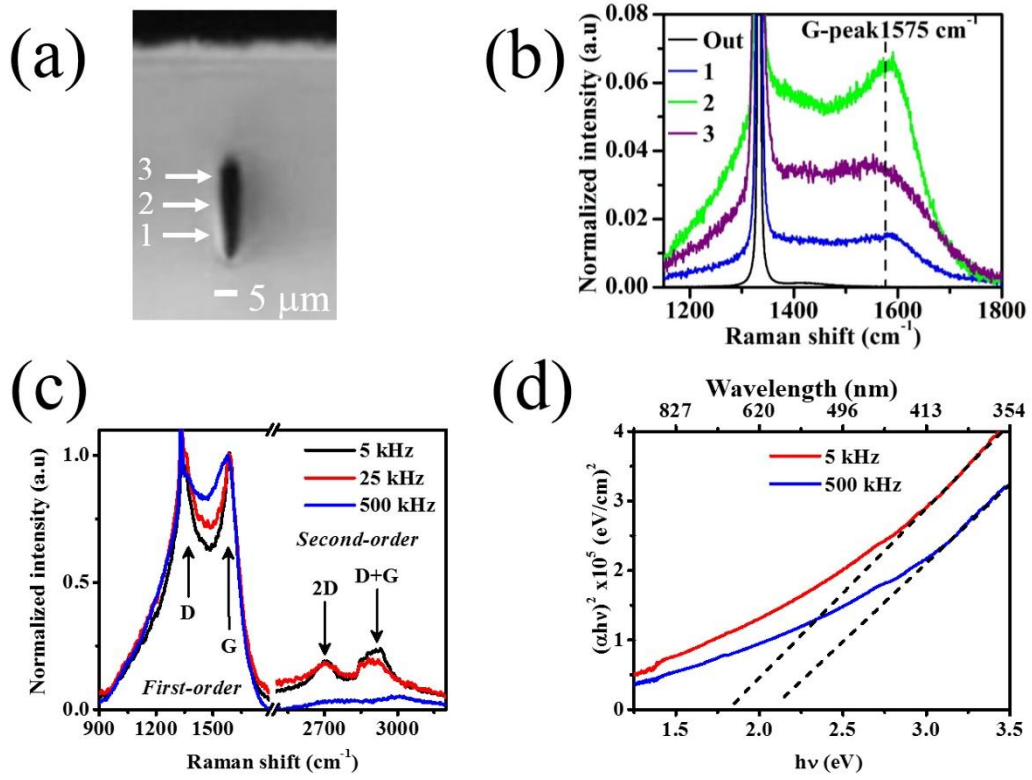 (a)
3
2
1
5 μm
(b)
G-peak1575 cm⁻¹
Out
1
2
3
Normalized intensity (a.u)
0.06
0.04
0.02
0.00
1200 1400 1600 1800
Raman shift (cm⁻¹)
(c)
5 kHz
25 kHz
500 kHz
Normalized intensity (a.u)
1.0
0.5
0.0
D
G
First-order
Second-order
2D
D+G
900 1500 2700 3000
Raman shift (cm⁻¹)
(d)
Wavelength (nm)
827 620 496 413 354
5 kHz
500 kHz
(αhν)² x10⁵ (eV/cm)²
4
3
2
1
0
1.5 2.0 2.5 3.0 3.5
hν (eV)